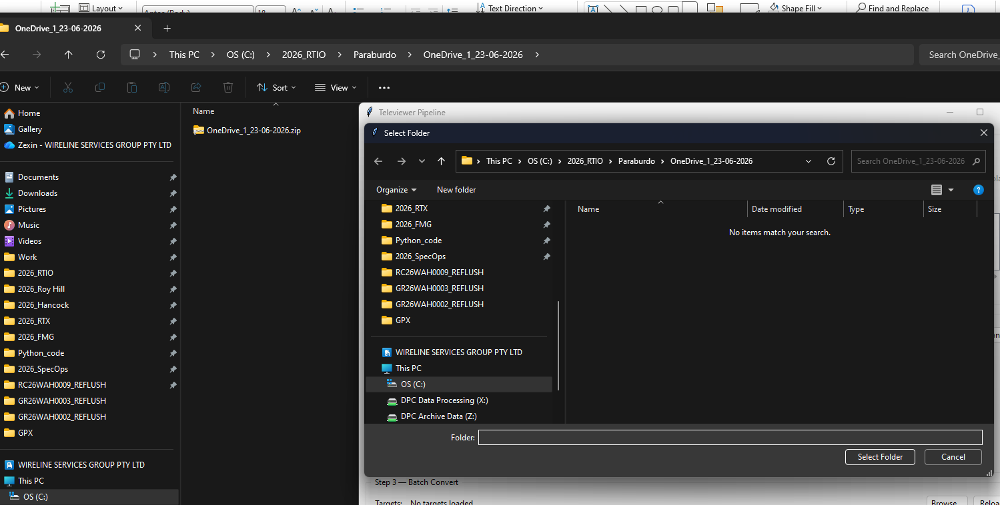 Layout
18
Text Direction
Shape Fill
Find and Replace
OneDrive_1_23-06-2026
This PC > OS (C:) > 2026_RTIO > Paraburdo > OneDrive_1_23-06-2026 >
Search OneDrive_
New
Sort
View
Home
Gallery
Zexin - WIRELINE SERVICES GROUP PTY LTD
Documents
Downloads
Pictures
Music
Videos
Work
2026_RTIO
2026_Roy Hill
2026_Hancock
2026_RTX
2026_FMG
Python_code
2026_SpecOps
RC26WAH0009_REFLUSH
GR26WAH0003_REFLUSH
GR26WAH0002_REFLUSH
GPX
WIRELINE SERVICES GROUP PTY LTD
This PC
OS (C:)
Name
OneDrive_1_23-06-2026.zip
Televiewer Pipeline
Select Folder
This PC > OS (C:) > 2026_RTIO > Paraburdo > OneDrive_1_23-06-2026
Search OneDrive_1_23-06-2026
Organize
New folder
2026_RTX
2026_FMG
Python_code
2026_SpecOps
RC26WAH0009_REFLUSH
GR26WAH0003_REFLUSH
GR26WAH0002_REFLUSH
GPX
WIRELINE SERVICES GROUP PTY LTD
This PC
OS (C:)
DPC Data Processing (X:)
DPC Archive Data (Z:)
Name
Date modified
Type
Size
No items match your search.
Folder:
Select Folder
Cancel
Step 3 — Batch Convert
Targets: No targets loaded
Browse
Reloa